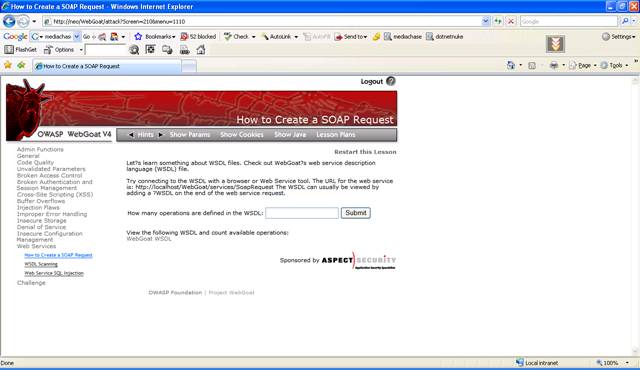 How to Create a SOAP Request - Windows Internet Explorer
http://neo/WebGoat/attack?Screen=210&menu=1110
Google
Google mediachase Go Bookmarks 52 blocked Check AutoLink AutoFill Send to mediachase dotnetnuke Settings
FlashGet Options
How to Create a SOAP Request Page Tools
Logout ?
How to Create a SOAP Request
OWASP WebGoat V4 Hints Show Params Show Cookies Show Java Lesson Plans
Restart this Lesson
Admin Functions
General
Code Quality
Unvalidated Parameters
Broken Access Control
Broken Authentication and
Session Management
Cross-Site Scripting (XSS)
Buffer Overflows
Injection Flaws
Improper Error Handling
Insecure Storage
Denial of Service
Insecure Configuration
Management
Web Services
How to Create a SOAP Request
WSDL Scanning
Web Service SQL Injection
Challenge
Let?s learn something about WSDL files. Check out WebGoat?s web service description
language (WSDL) file.
Try connecting to the WSDL with a browser or Web Service tool. The URL for the web service
is: http://localhost/WebGoat/services/SoapRequest The WSDL can usually be viewed by
adding a ?WSDL on the end of the web service request.
How many operations are defined in the WSDL: Submit
View the following WSDL and count available operations:
WebGoat WSDL
Sponsored by ASPECT SECURITY
Application Security Specialists
OWASP Foundation | Project WebGoat
Done Local intranet 100%